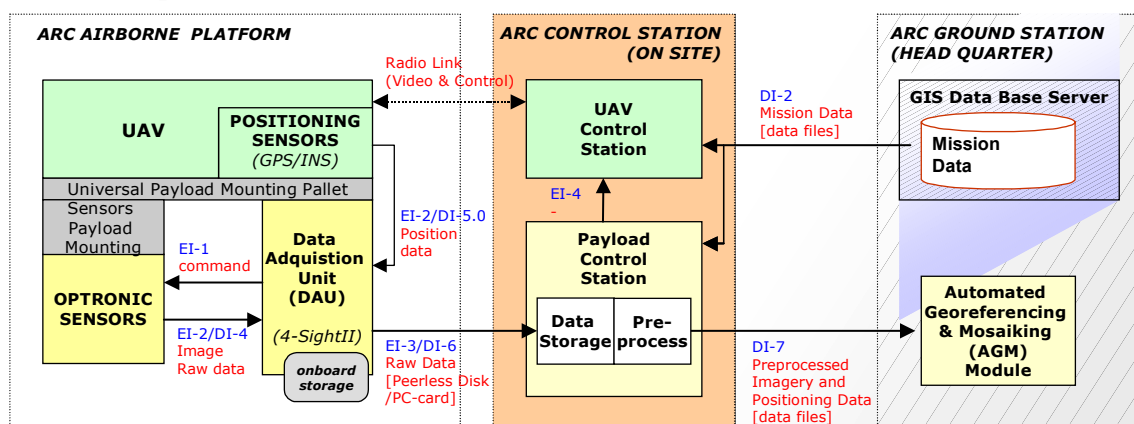 ARC AIRBORNE PLATFORM
UAV
POSITIONING
SENSORS
(GPS/INS)
Universal Payload Mounting Pallet
Sensors
Payload
Mounting
OPTRONIC
SENSORS
EI-1
command
EI-2/DI-4
Image
Raw data
Data
Adquistion
Unit
(DAU)
(4-SightII)
onboard
storage
EI-2/DI-5.0
Position
data
Radio Link
(Video & Control)
EI-3/DI-6
Raw Data
[Peerless Disk
/PC-card]
ARC CONTROL STATION
(ON SITE)
UAV
Control
Station
EI-4
-
Payload
Control
Station
Data
Storage
Pre-
process
DI-2
Mission Data
[data files]
DI-7
Preprocessed
Imagery and
Positioning Data
[data files]
ARC GROUND STATION
(HEAD QUARTER)
GIS Data Base Server
Mission
Data
Automated
Georeferencing
& Mosaiking
(AGM)
Module